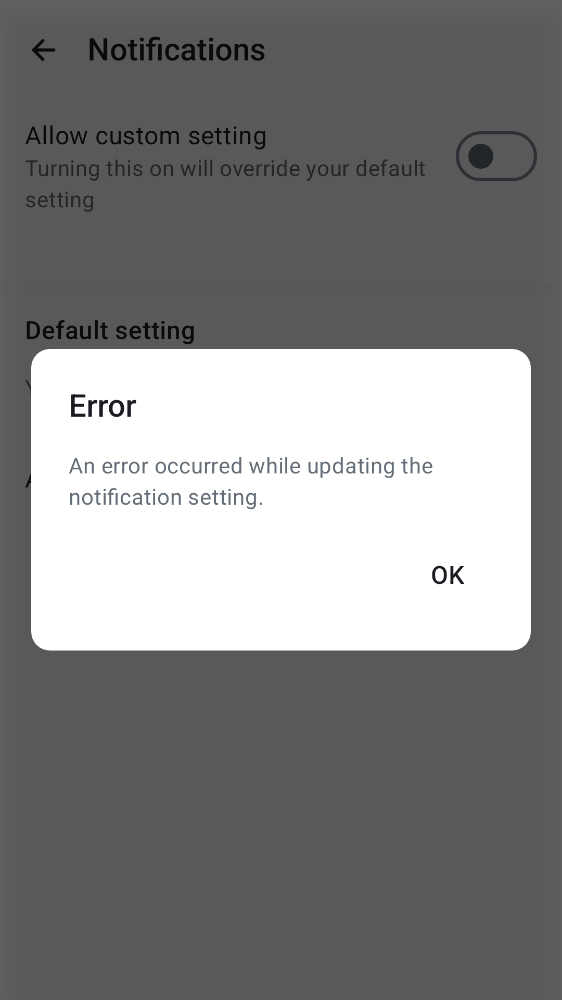 Notifications
Allow custom setting
Turning this on will override your default
setting
Default setting
Error
An error occurred while updating the
notification setting.
OK